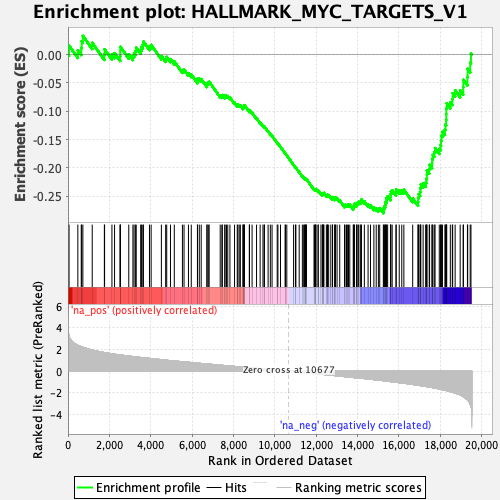 Enrichment plot: HALLMARK_MYC_TARGETS_V1
Enrichment score (ES)
0.00
-0.05
-0.10
-0.15
-0.20
-0.25
'na_pos' (positively correlated)
Ranked list metric (PreRanked)
6
4
2
0
-2
-4
Zero cross at 10677
'na_neg' (negatively correlated)
0
2,000
4,000
6,000
8,000
10,000
12,000
14,000
16,000
18,000
20,000
Rank in Ordered Dataset
Enrichment profile
Hits
Ranking metric scores